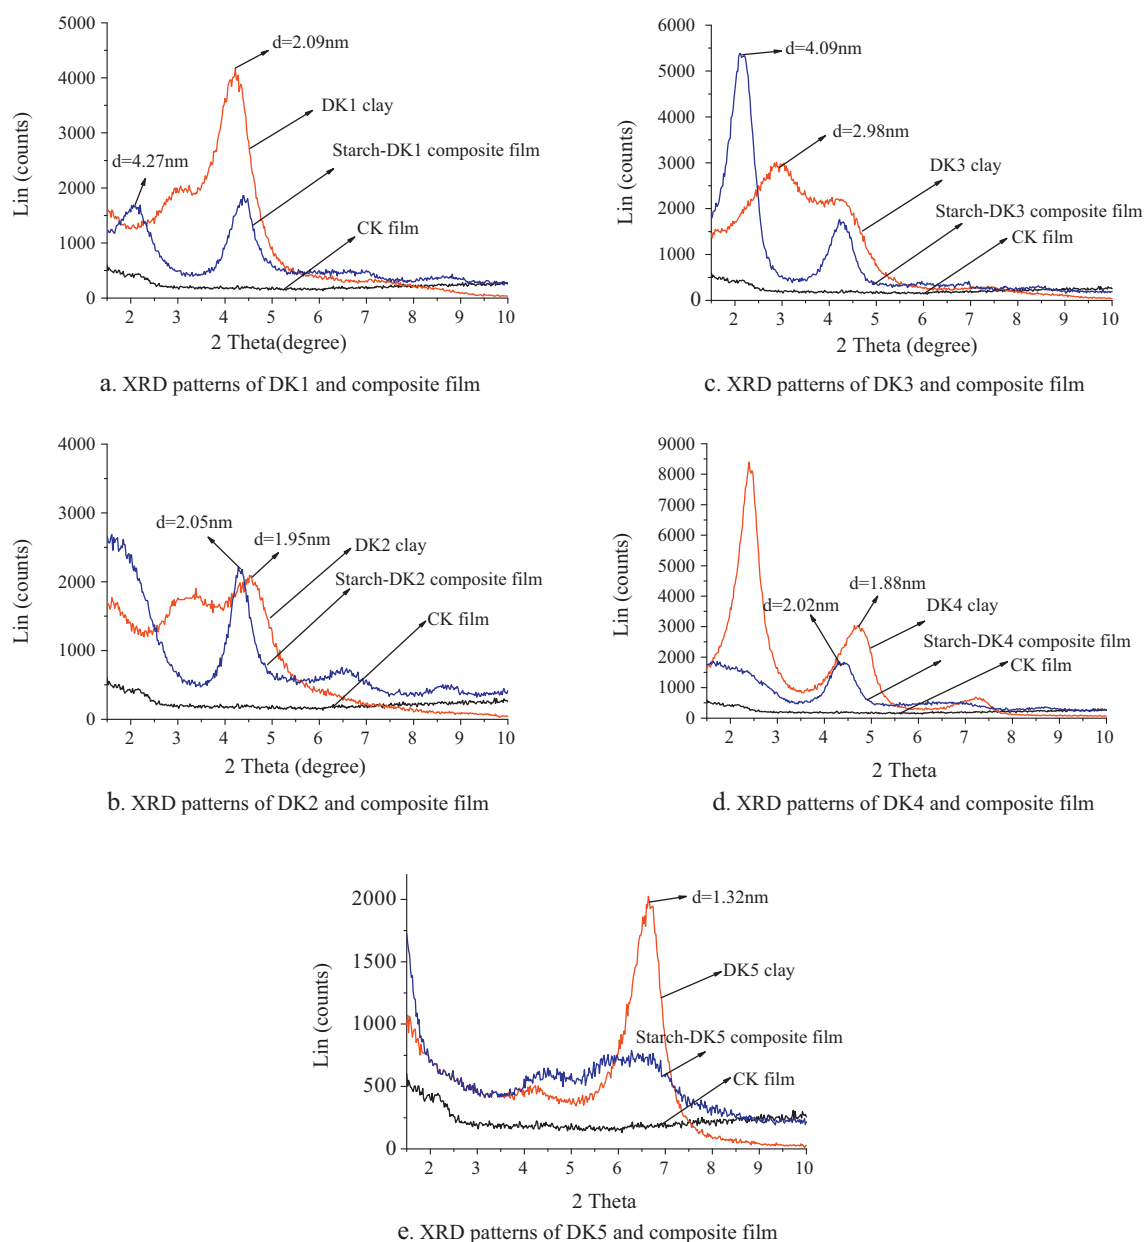 5000
4000
3000
2000
1000
0
Lin (counts)
d=2.09nm
DK1 clay
Starch-DK1 composite film
d=4.27nm
CK film
2 3 4 5 6 7 8 9 10
2 Theta(degree)
a. XRD patterns of DK1 and composite film
6000
5000
4000
3000
2000
1000
0
Lin (counts)
d=4.09nm
d=2.98nm
DK3 clay
Starch-DK3 composite film
CK film
2 3 4 5 6 7 8 9 10
2 Theta (degree)
c. XRD patterns of DK3 and composite film
4000
3000
2000
1000
0
Lin (counts)
d=2.05nm
d=1.95nm
DK2 clay
Starch-DK2 composite film
CK film
2 3 4 5 6 7 8 9 10
2 Theta (degree)
b. XRD patterns of DK2 and composite film
9000
8000
7000
6000
5000
4000
3000
2000
1000
0
Lin (counts)
d=1.88nm
d=2.02nm
DK4 clay
Starch-DK4 composite film
CK film
2 3 4 5 6 7 8 9 10
2 Theta
d. XRD patterns of DK4 and composite film
2000
1500
1000
500
0
Lin (counts)
d=1.32nm
DK5 clay
Starch-DK5 composite film
CK film
2 3 4 5 6 7 8 9 10
2 Theta
e. XRD patterns of DK5 and composite film